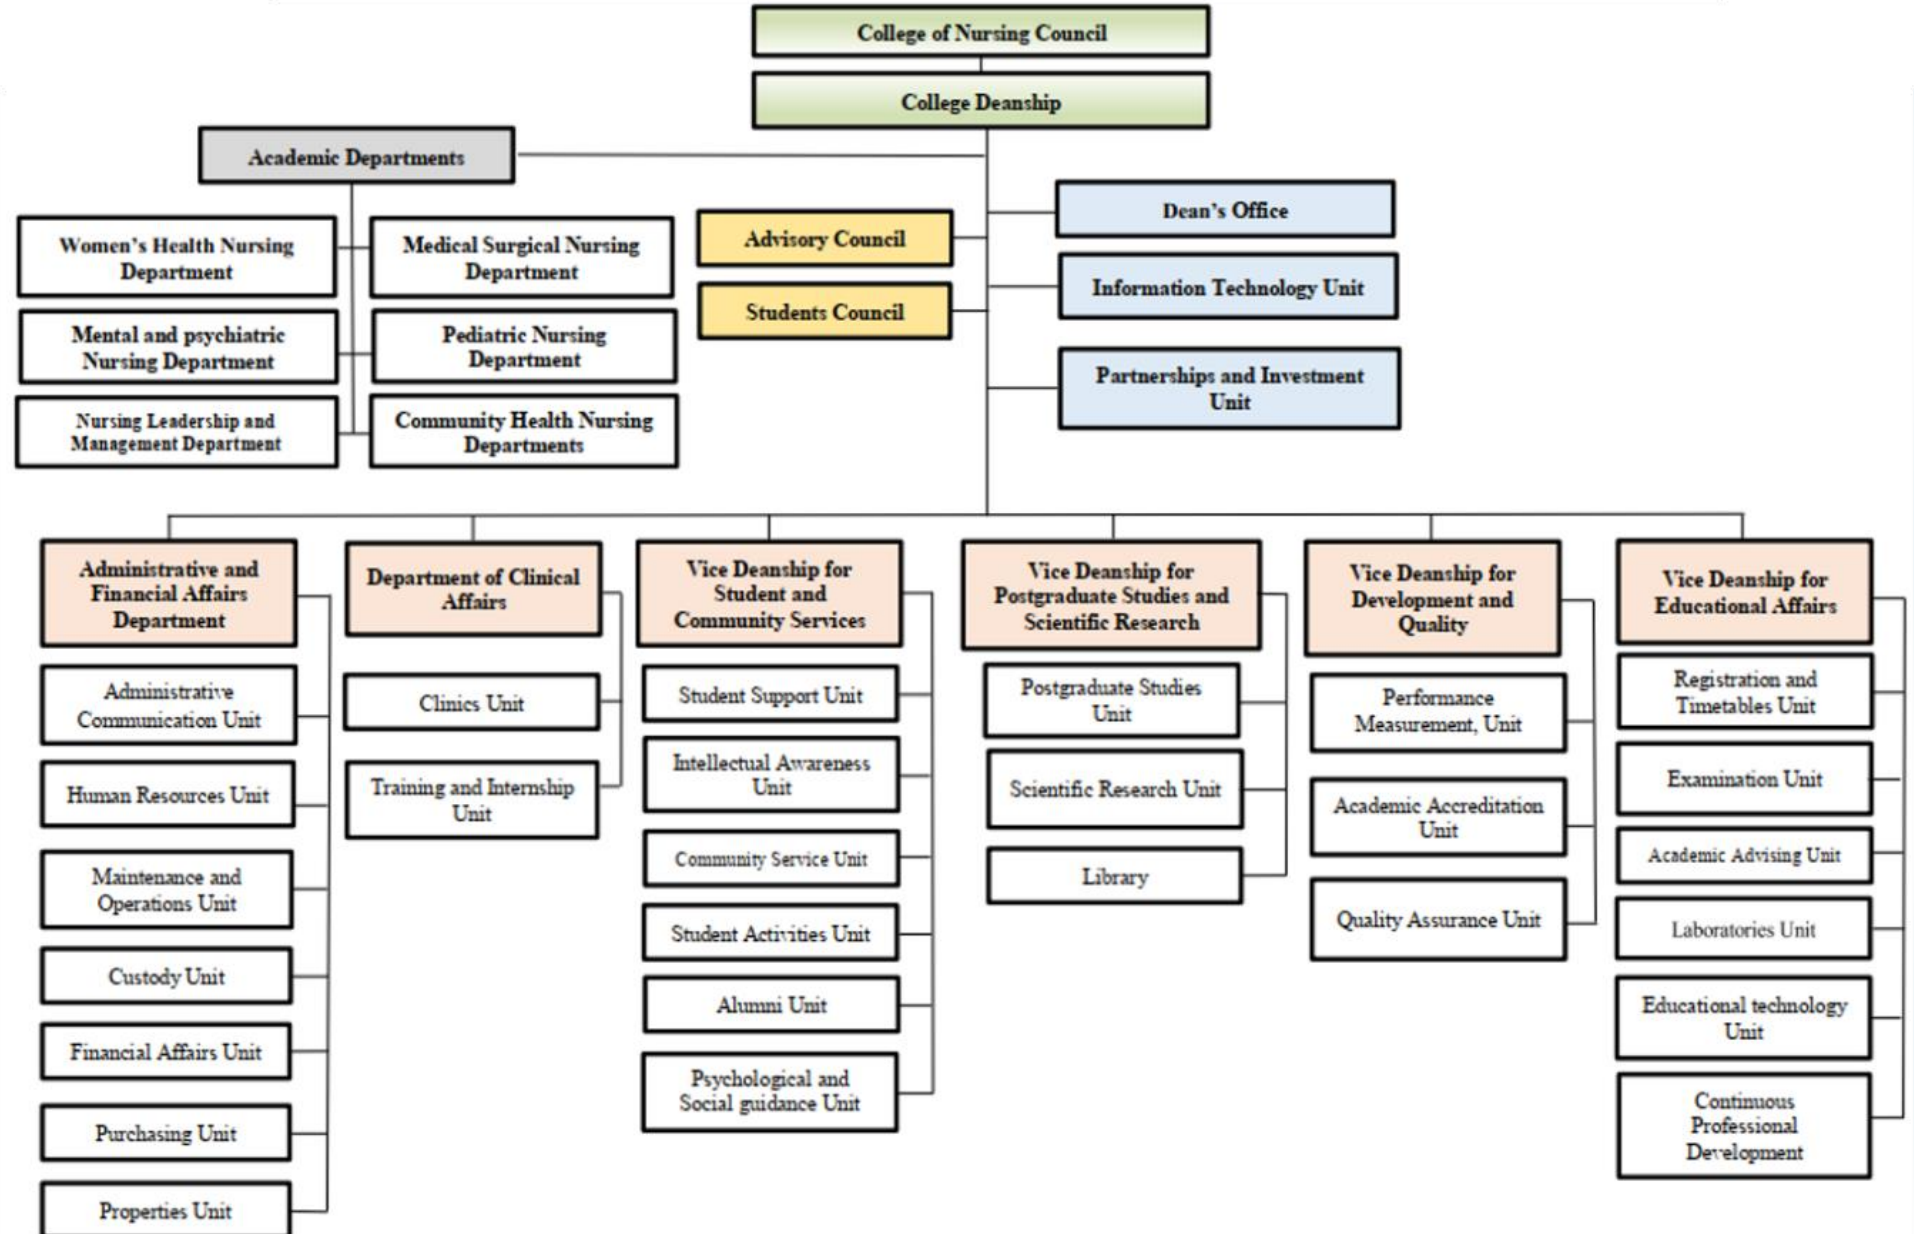 College of Nursing Council
College Deanship
Academic Departments
Women's Health Nursing
Department
Medical Surgical Nursing
Department
Mental and psychiatric
Nursing Department
Pediatric Nursing
Department
Nursing Leadership and
Management Department
Community Health Nursing
Departments
Advisory Council
Students Council
Dean's Office
Information Technology Unit
Partnerships and Investment
Unit
Administrative and
Financial Affairs
Department
Administrative
Communication Unit
Human Resources Unit
Maintenance and
Operations Unit
Custody Unit
Financial Affairs Unit
Purchasing Unit
Properties Unit
Department of Clinical
Affairs
Clinics Unit
Training and Internship
Unit
Vice Deanship for
Student and
Community Services
Student Support Unit
Intellectual Awareness
Unit
Community Service Unit
Student Activities Unit
Alumni Unit
Psychological and
Social guidance Unit
Vice Deanship for
Postgraduate Studies and
Scientific Research
Postgraduate Studies
Unit
Scientific Research Unit
Library
Vice Deanship for
Development and
Quality
Performance
Measurement, Unit
Academic Accreditation
Unit
Quality Assurance Unit
Vice Deanship for
Educational Affairs
Registration and
Timetables Unit
Examination Unit
Academic Advising Unit
Laboratories Unit
Educational technology
Unit
Continuous
Professional
Development